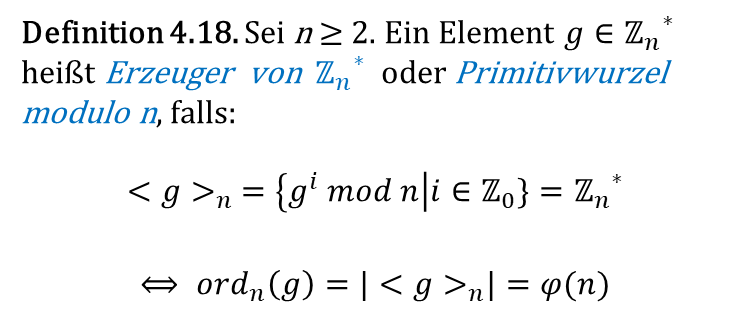 Definition 4.18. Sei n ≥ 2. Ein Element g ∈ ℤₙ*
heißt Erzeuger von ℤₙ* oder Primitivwurzel
modulo n, falls:
< g >ₙ = {gⁱ mod n|i ∈ ℤ₀} = ℤₙ*
⟺ ordₙ(g) = | < g >ₙ| = φ(n)